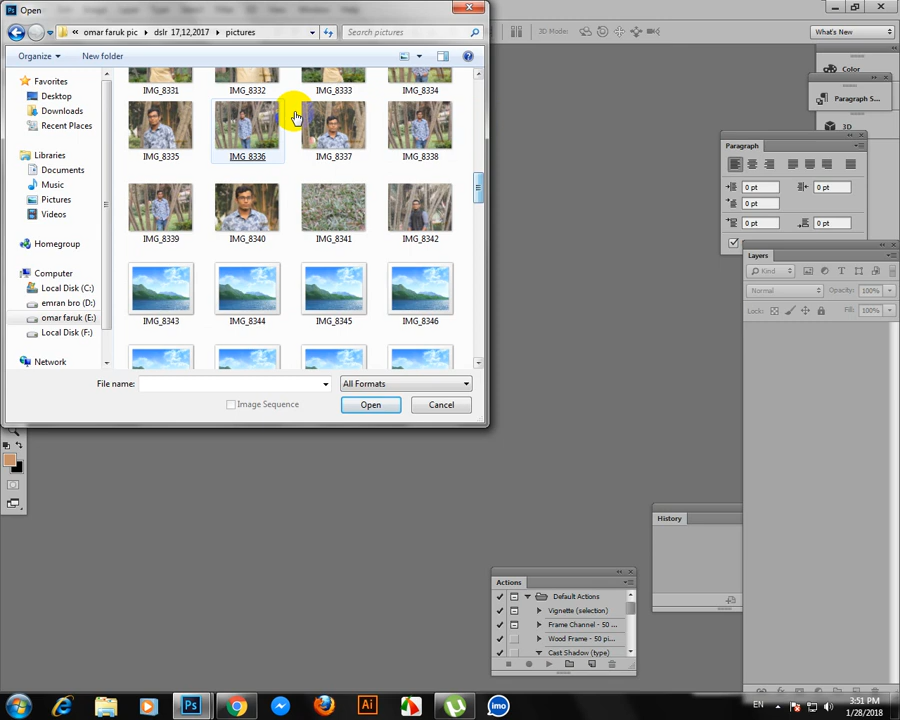 Open
omar faruk pic
dslr 17,12,2017
pictures
Search pictures
Organize
New folder
Favorites
Desktop
Downloads
Recent Places
Libraries
Documents
Music
Pictures
Videos
Homegroup
Computer
Local Disk (C:)
emran bro (D:)
omar faruk (E:)
Local Disk (F:)
Network
IMG_8331 IMG_8332 IMG_8333 IMG_8334
IMG_8335 IMG_8336 IMG_8337 IMG_8338
IMG_8339 IMG_8340 IMG_8341 IMG_8342
IMG_8343 IMG_8344 IMG_8345 IMG_8346
File name:
All Formats
Image Sequence
Open
Cancel
3D Mode:
What's New
Color
Paragraph S...
3D
Paragraph
0 pt 0 pt
0 pt
0 pt 0 pt
Layers
Kind
Normal
Opacity: 100%
Lock:
Fill: 100%
History
Actions
Default Actions
Vignette (selection)
Frame Channel - 50 ...
Wood Frame - 50 pi...
Cast Shadow (type)
Ps
Ai
imo
EN
3:51 PM
1/28/2018